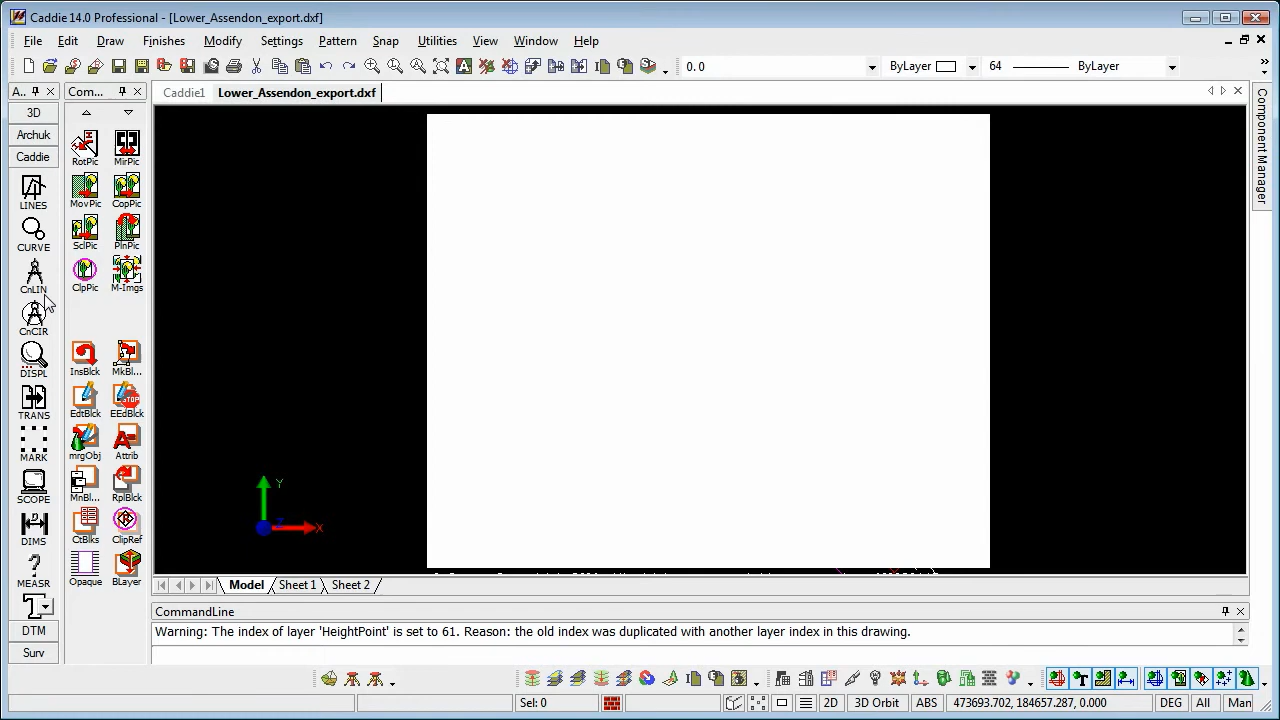 Caddie 14.0 Professional - [Lower_Assendon_export.dxf]
File Edit Draw Finishes Modify Settings Pattern Snap Utilities View Window Help
0. 0 ByLayer 64 ByLayer
A.. Com... Caddie1 Lower_Assendon_export.dxf
3D
Archuk
Caddie
RotPic MirPic
LINES MovPic CopPic
CURVE SclPic PlnPic
CnLIN ClpPic M-Imgs
CnCIR
DISPL InsBlck MkBl...
TRANS EdtBlck EEdBlck
MARK mrgObj Attrib
SCOPE MnBl... RplBlck
DIMS CtBlks ClipRef
MEASR Opaque BLayer
DTM
Surv
Component Manager
Y
Z X
Model Sheet 1 Sheet 2
CommandLine
Warning: The index of layer 'HeightPoint' is set to 61. Reason: the old index was duplicated with another layer index in this drawing.
Sel: 0 2D 3D Orbit ABS 473693.702, 184657.287, 0.000 DEG All Man